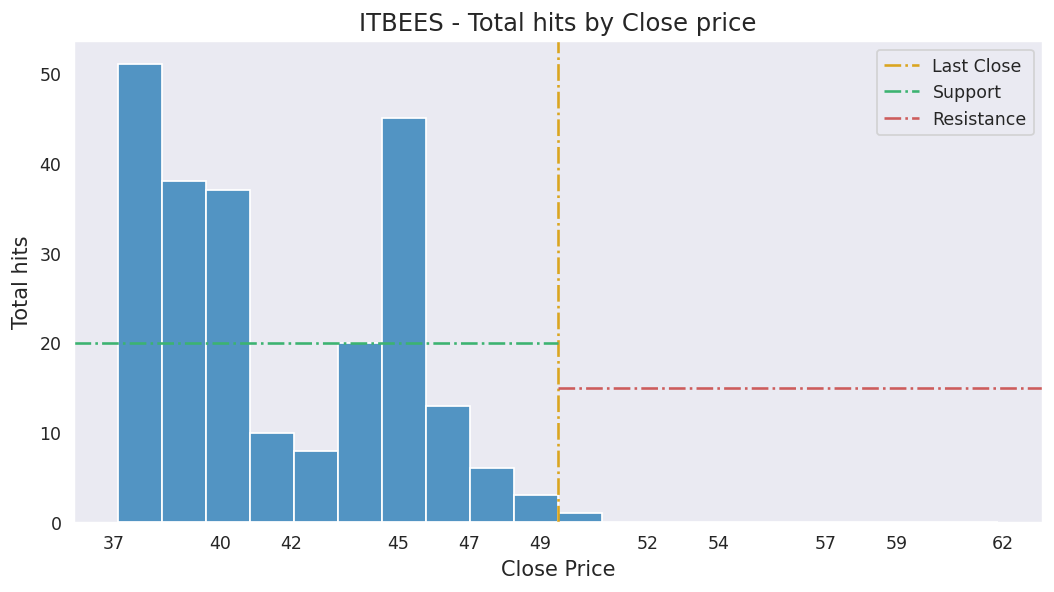 ITBEES - Total hits by Close price
Last Close
Support
Resistance
Total hits
50
40
30
20
10
0
37 40 42 45 47 49 52 54 57 59 62
Close Price